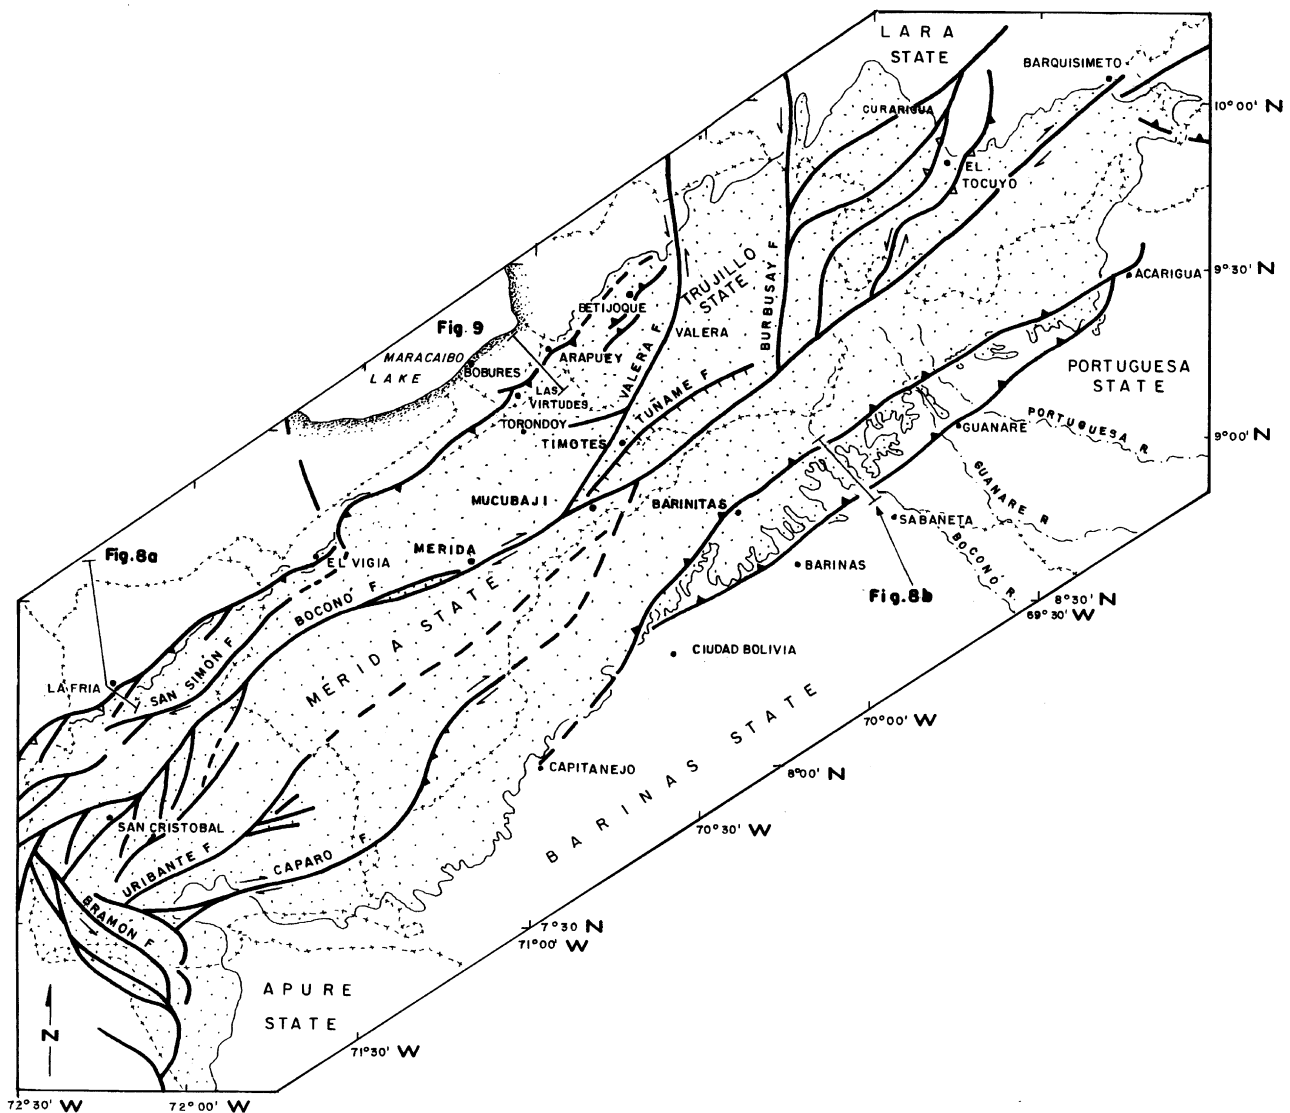 LARA
STATE
BARQUISIMETO
10°00' N
CURARIGUA
EL
TOCUYO
TRUJILLO
STATE
BURBUSAY F
ACARIGUA
9°30' N
BETIJOQUE
Fig. 9
VALERA F
VALERA
MARACAIBO
LAKE
ARAPUEY
BOBURES
PORTUGUESA
STATE
LAS
VIRTUDES
TUÑAME F
TORONDOY
TIMOTES
GUANARE
PORTUGUESA R
9°00' N
GUANARE R
MUCUBAJI
BARINITAS
SABANETA
BOCONO R
Fig.8a
MERIDA
EL VIGIA
BARINAS
Fig.8b
8°30' N
69°30' W
BOCONO F
MERIDA STATE
SAN SIMÓN F
CIUDAD BOLIVIA
LA FRIA
BARINAS STATE
70°00' W
CAPITANEJO
8°00' N
SAN CRISTOBAL
70°30' W
URIBANTE F
CAPARO F
BRAMÓN F
7°30 N
71°00' W
APURE
STATE
N
71°30' W
72°30' W
72°00' W